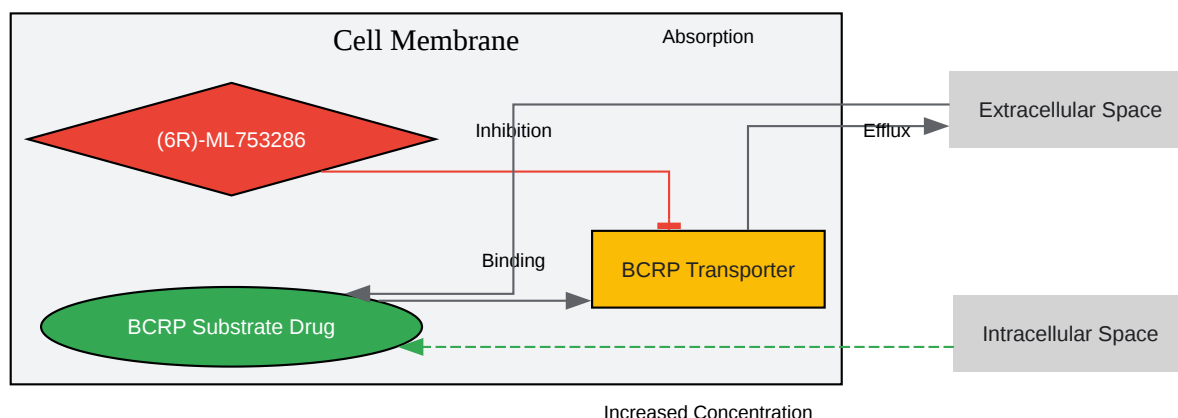 Cell Membrane
Absorption
Extracellular Space
(6R)-ML753286
Inhibition
Efflux
Binding
BCRP Transporter
BCRP Substrate Drug
Intracellular Space
Increased Concentration